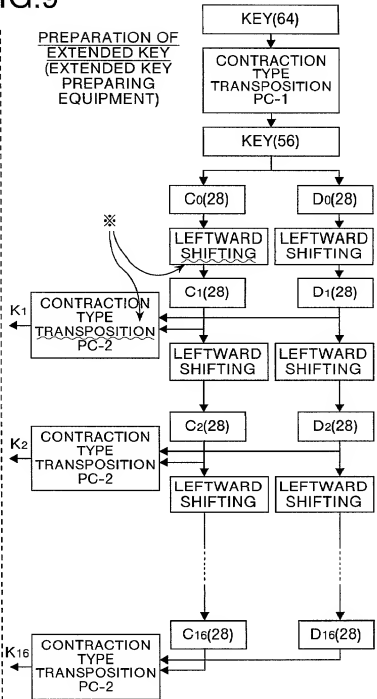 IG.9
PREPARATION OF
EXTENDED KEY
(EXTENDED KEY
PREPARING
EQUIPMENT)
KEY(64)
CONTRACTION
TYPE
TRANSPOSITION
PC-1
KEY(56)
C0(28)
D0(28)
※
LEFTWARD
SHIFTING
LEFTWARD
SHIFTING
C1(28)
D1(28)
K1
CONTRACTION
TYPE
TRANSPOSITION
PC-2
LEFTWARD
SHIFTING
LEFTWARD
SHIFTING
C2(28)
D2(28)
K2
CONTRACTION
TYPE
TRANSPOSITION
PC-2
LEFTWARD
SHIFTING
LEFTWARD
SHIFTING
C16(28)
D16(28)
K16
CONTRACTION
TYPE
TRANSPOSITION
PC-2